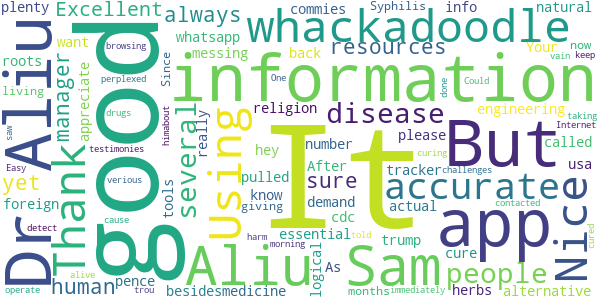 plenty
Excellent
always
commies
Syphilis
info
natural
Dr
Aliu
good
whackadoodle
whatsapp
messing
back
resources
want
Your
now
browsing
roots
manager
appreciate
Since
information
One
done
Could
vain
keep
living
perplexed
drugs
himabout
several
Using
really
religion
disease
But
engineering
Internet
taking
saw
Thank
testimonies
hey
It
number
please
called
Easy
After
tracker
usa
curing
yet
verious
pulled
sure
accuratee
challenges
foreign
tools
know
demand
actual
contacted
Nice
giving
cdc
app
detect
cause
human
Aliu
essential
trump
Sam
people
harm
told
morning
logical
cure
cured
alive
pence
As
herbs
alternative
operate
trou
besidesmedicine
months
immediately